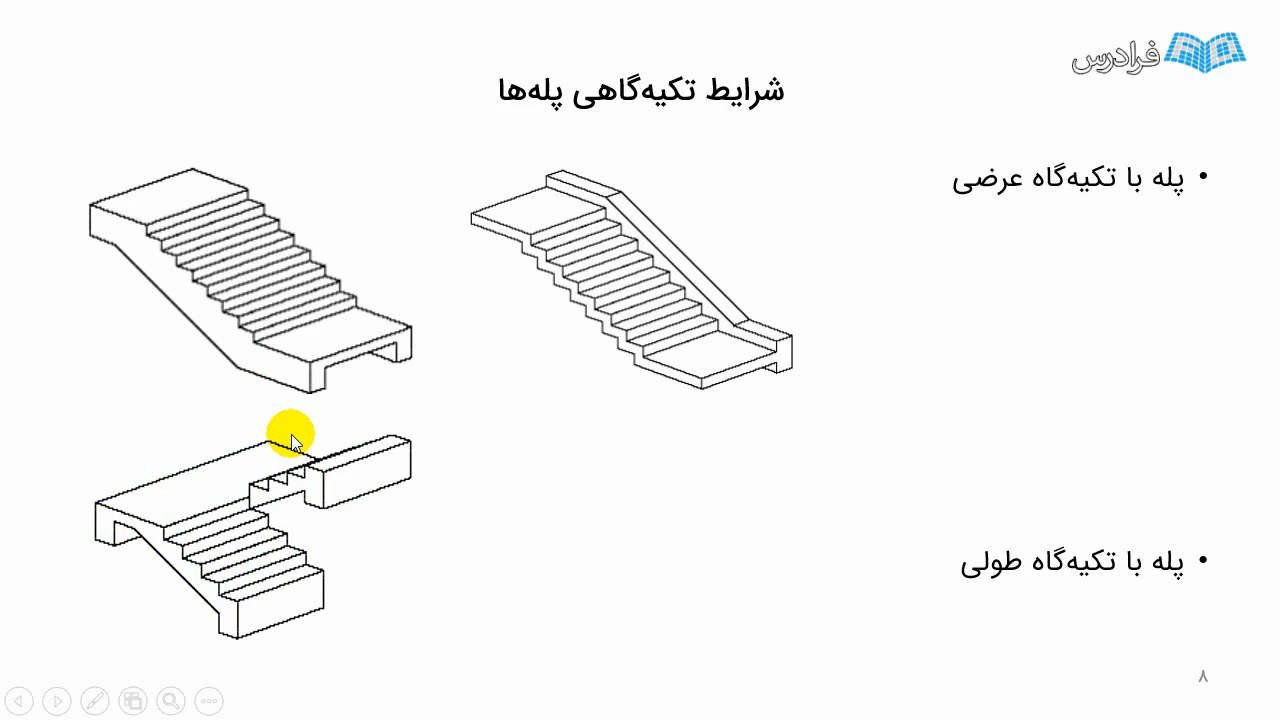 فرادرس
شرایط تکیه‌گاهی پله‌ها
• پله با تکیه‌گاه عرضی
• پله با تکیه‌گاه طولی
۸